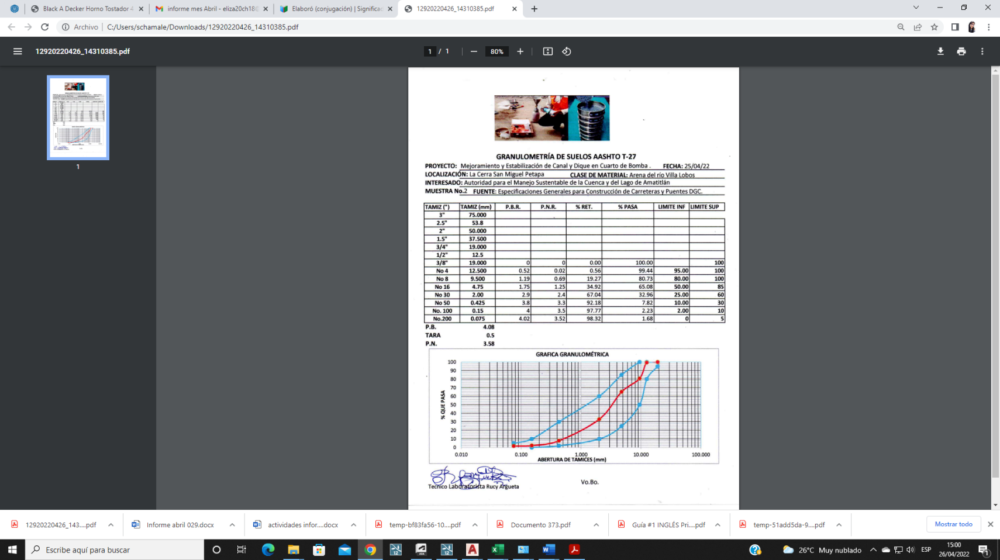 Black A Decker Horno Tostador 4
informe mes Abril - eliza20ch18@
Elaboró (conjugación) | Significad
12920220426_14310385.pdf
Archivo | C:/Users/schamale/Downloads/12920220426_14310385.pdf
12920220426_14310385.pdf
1 / 1
80%
1
GRANULOMETRÍA DE SUELOS AASHTO T-27
PROYECTO: Mejoramiento y Estabilización de Canal y Dique en Cuarto de Bomba . FECHA: 25/04/22
LOCALIZACIÓN: La Cerra San Miguel Petapa CLASE DE MATERIAL: Arena del río Villa Lobos
INTERESADO: Autoridad para el Manejo Sustentable de la Cuenca y del Lago de Amatitlán
MUESTRA No.2 FUENTE: Especificaciones Generales para Construcción de Carreteras y Puentes DGC.
TAMIZ (") TAMIZ (mm) P.B.R. P.N.R. % RET. % PASA LIMITE INF LIMITE SUP
3" 75.000
2.5" 53.8
2" 50.000
1.5" 37.500
3/4" 19.000
1/2" 12.5
3/8" 19.000 0 0 0.00 100.00 100
No 4 12.500 0.52 0.02 0.56 99.44 95.00 100
No 8 9.500 1.19 0.69 19.27 80.73 80.00 100
No 16 4.75 1.75 1.25 34.92 65.08 50.00 85
No 30 2.00 2.9 2.4 67.04 32.96 25.00 60
No 50 0.425 3.8 3.3 92.18 7.82 10.00 30
No. 100 0.15 4 3.5 97.77 2.23 2.00 10
No.200 0.075 4.02 3.52 98.32 1.68 0 5
P.B. 4.08
TARA 0.5
P.N. 3.58
GRAFICA GRANULOMÉTRICA
% QUE PASA
100
90
80
70
60
50
40
30
20
10
0
0.010 0.100 1.000 10.000 100.000
ABERTURA DE TAMICES (mm)
Tecnico Laboratorista Rucy Argueta
Vo.Bo.
12920220426_143....pdf
Informe abril 029.docx
actividades infor....docx
temp-bf83fa56-10....pdf
Documento 373.pdf
Guía #1 INGLÉS Pri....pdf
temp-51add5da-9....pdf
Mostrar todo
Escribe aquí para buscar
12
12
26°C Muy nublado
ESP
15:00
26/04/2022
1